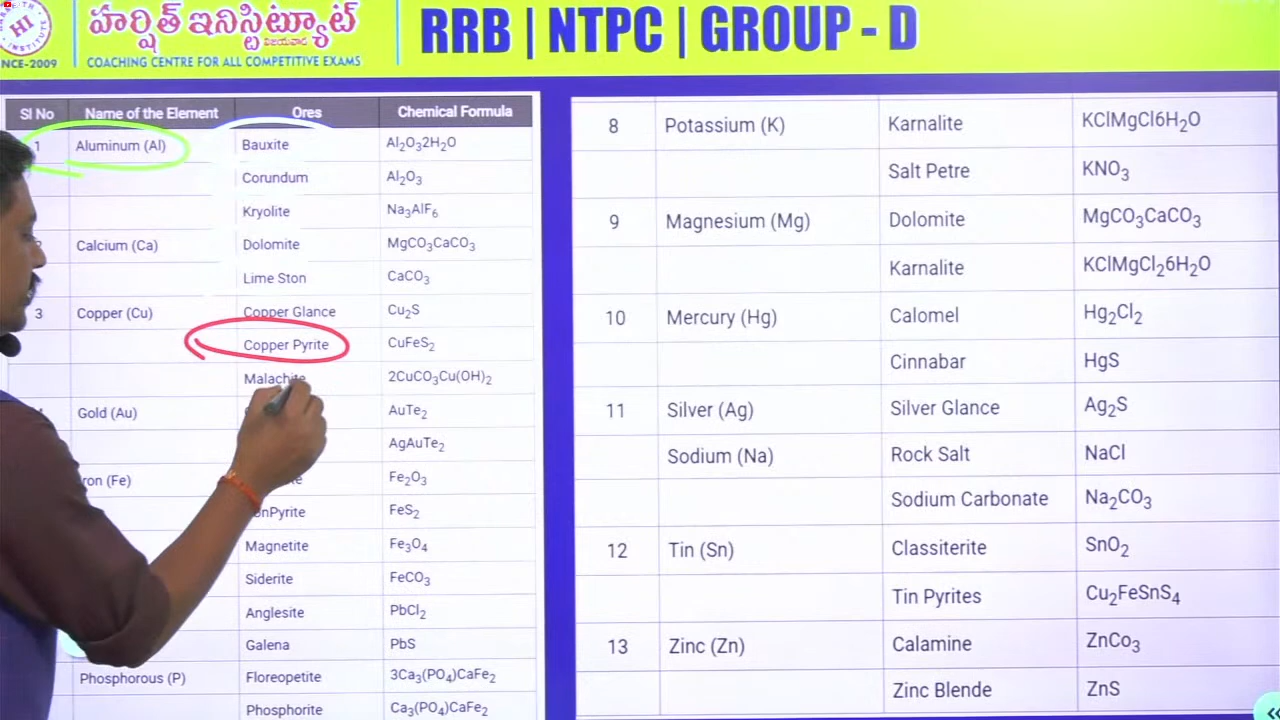 HI
INSTITUTE
NCE-2009
హర్షిత్ ఇనిస్టిట్యూట్
విజయవాడ
COACHING CENTRE FOR ALL COMPETITIVE EXAMS
RRB | NTPC | GROUP - D
Sl No Name of the Element Ores Chemical Formula
1 Aluminum (Al) Bauxite Al₂O₃2H₂O
Corundum Al₂O₃
Kryolite Na₃AlF₆
Calcium (Ca) Dolomite MgCO₃CaCO₃
Lime Ston CaCO₃
3 Copper (Cu) Copper Glance Cu₂S
Copper Pyrite CuFeS₂
Malachite 2CuCO₃Cu(OH)₂
Gold (Au) AuTe₂
AgAuTe₂
ron (Fe) Fe₂O₃
onPyrite FeS₂
Magnetite Fe₃O₄
Siderite FeCO₃
Anglesite PbCl₂
Galena PbS
Phosphorous (P) Floreopetite 3Ca₃(PO₄)CaFe₂
Phosphorite Ca₃(PO₄)CaFe₂
8 Potassium (K) Karnalite KClMgCl6H₂O
Salt Petre KNO₃
9 Magnesium (Mg) Dolomite MgCO₃CaCO₃
Karnalite KClMgCl₂6H₂O
10 Mercury (Hg) Calomel Hg₂Cl₂
Cinnabar HgS
11 Silver (Ag) Silver Glance Ag₂S
Sodium (Na) Rock Salt NaCl
Sodium Carbonate Na₂CO₃
12 Tin (Sn) Classiterite SnO₂
Tin Pyrites Cu₂FeSnS₄
13 Zinc (Zn) Calamine ZnCo₃
Zinc Blende ZnS